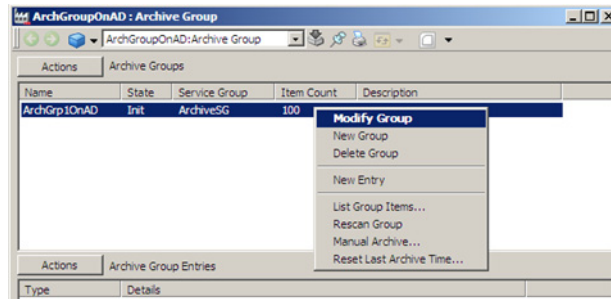 ArchGroupOnAD : Archive Group
ArchGroupOnAD:Archive Group
Actions Archive Groups
Name State Service Group Item Count Description
ArchGrp1OnAD Init ArchiveSG 100
Modify Group
New Group
Delete Group
New Entry
List Group Items...
Rescan Group
Manual Archive...
Reset Last Archive Time...
Actions Archive Group Entries
Type Details